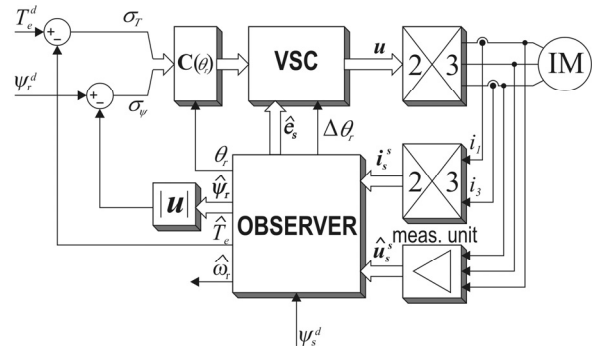 T_e^d
σ_T
C(θ_r)
VSC
u
2 3
IM
ψ_r^d
σ_ψ
θ_r
ê_s
Δθ_r
i_s^s
2 3
i_1
i_3
ψ̂_r
|u|
T̂_e
OBSERVER
meas. unit
û_s^s
ω̂_r
ψ_s^d